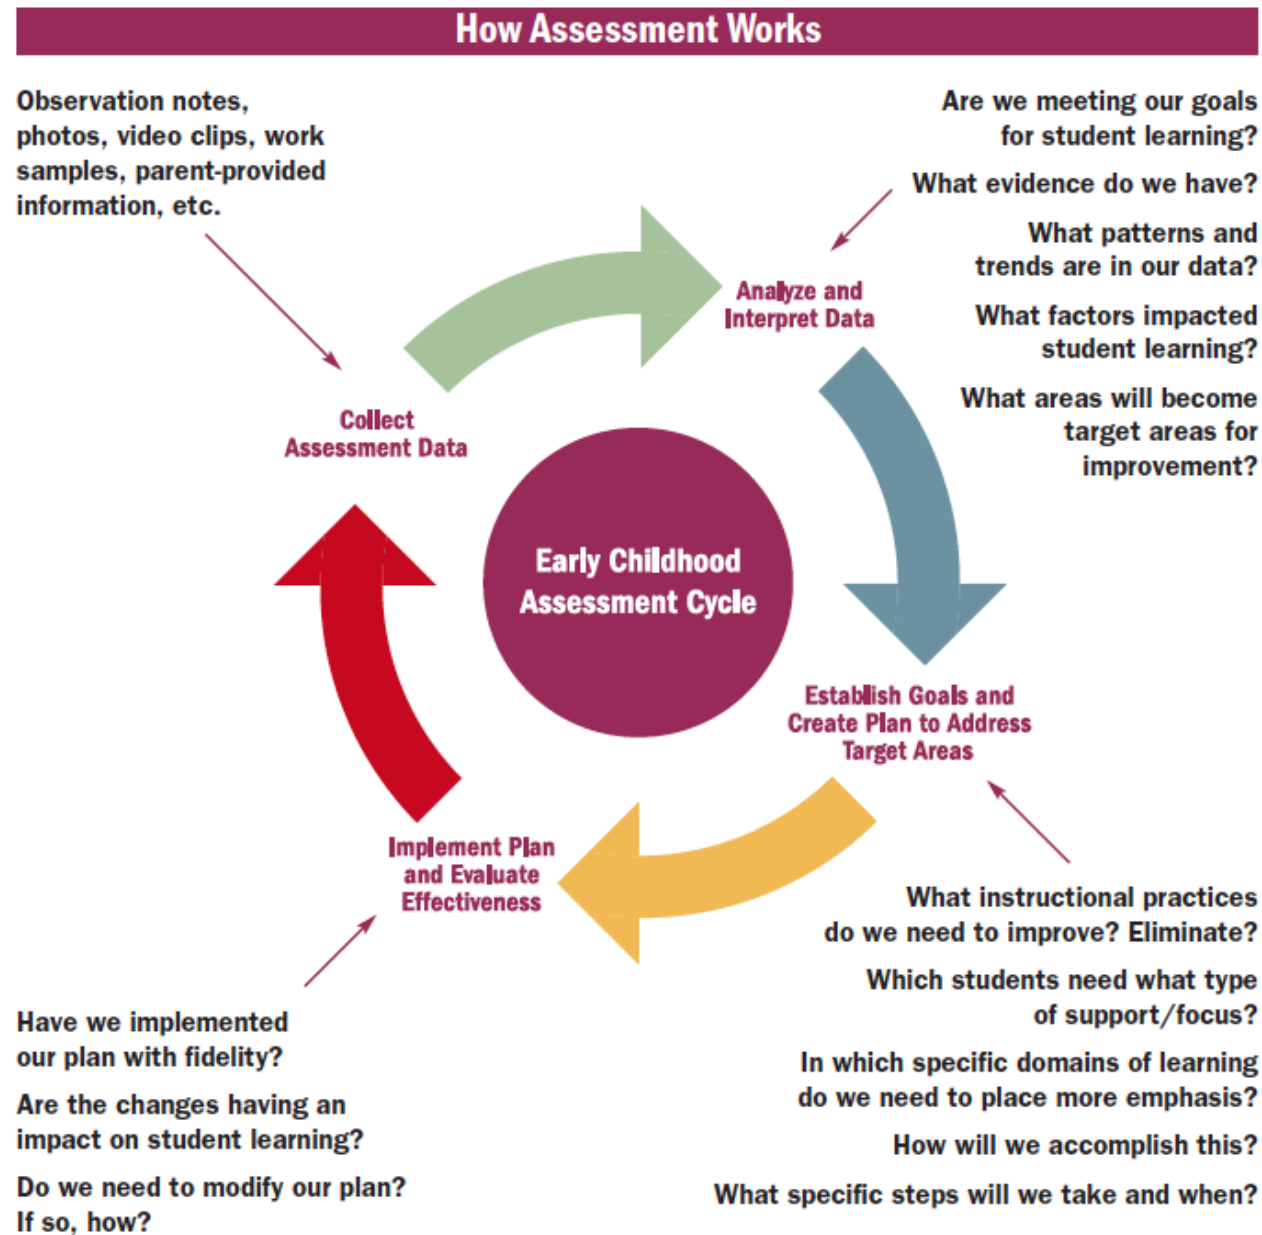 How Assessment Works
Observation notes,
photos, video clips, work
samples, parent-provided
information, etc.
Are we meeting our goals
for student learning?
What evidence do we have?
What patterns and
trends are in our data?
What factors impacted
student learning?
What areas will become
target areas for
improvement?
Analyze and
Interpret Data
Collect
Assessment Data
Early Childhood
Assessment Cycle
Establish Goals and
Create Plan to Address
Target Areas
Implement Plan
and Evaluate
Effectiveness
What instructional practices
do we need to improve? Eliminate?
Which students need what type
of support/focus?
In which specific domains of learning
do we need to place more emphasis?
How will we accomplish this?
What specific steps will we take and when?
Have we implemented
our plan with fidelity?
Are the changes having an
impact on student learning?
Do we need to modify our plan?
If so, how?